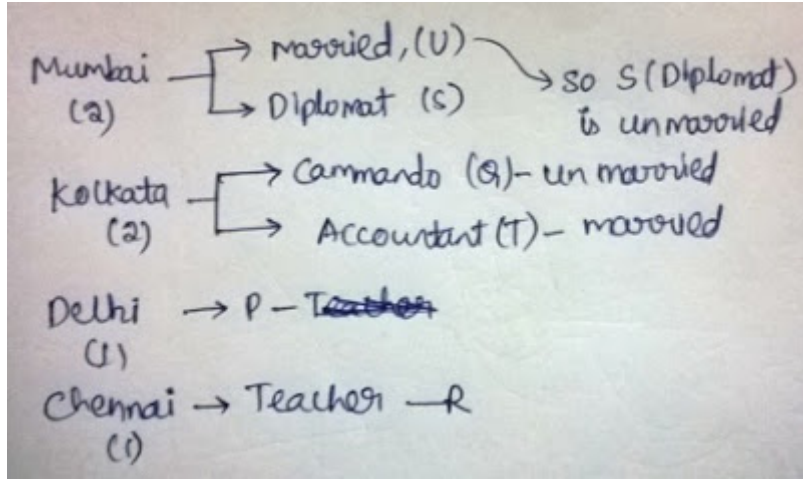 Mumbai → married, (U) → so S (Diplomat)
(2) → Diplomat (S) is unmarried
Kolkata → Cammando (Q) - un married
(2) → Accountant (T) - married
Delhi → P -
(1)
Chennai → Teacher - R
(1)